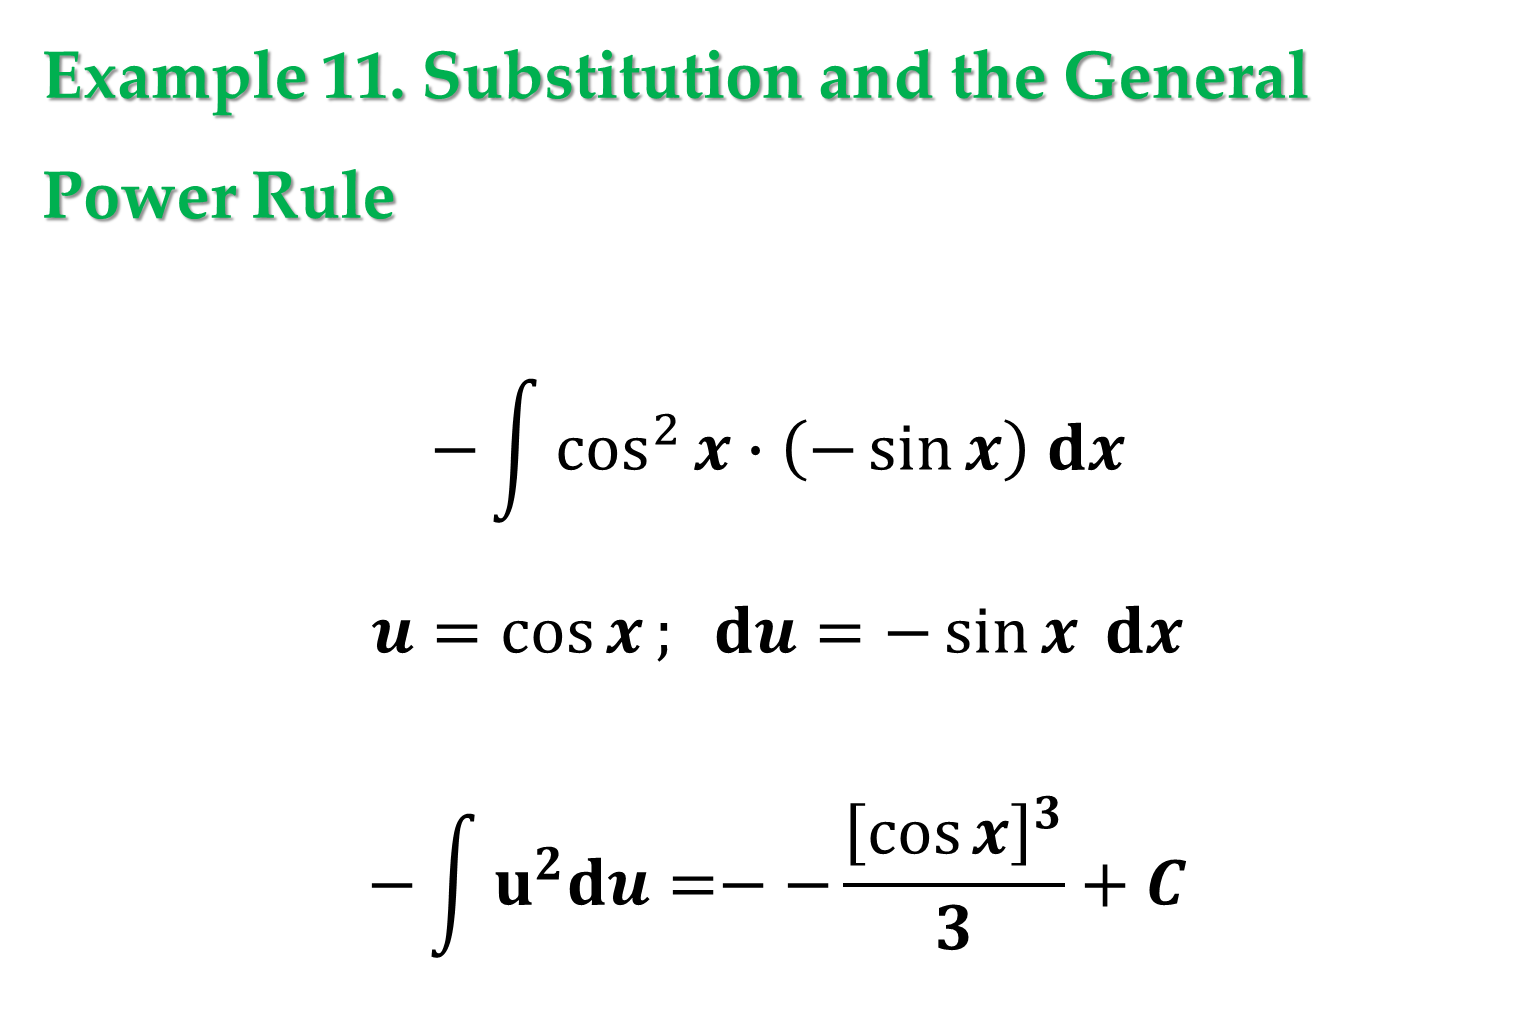 Example 11. Substitution and the General
Power Rule
− ∫ cos² x · (− sin x) dx
u = cos x ; du = − sin x dx
− ∫ u²du =− − [cos x]³/3 + C